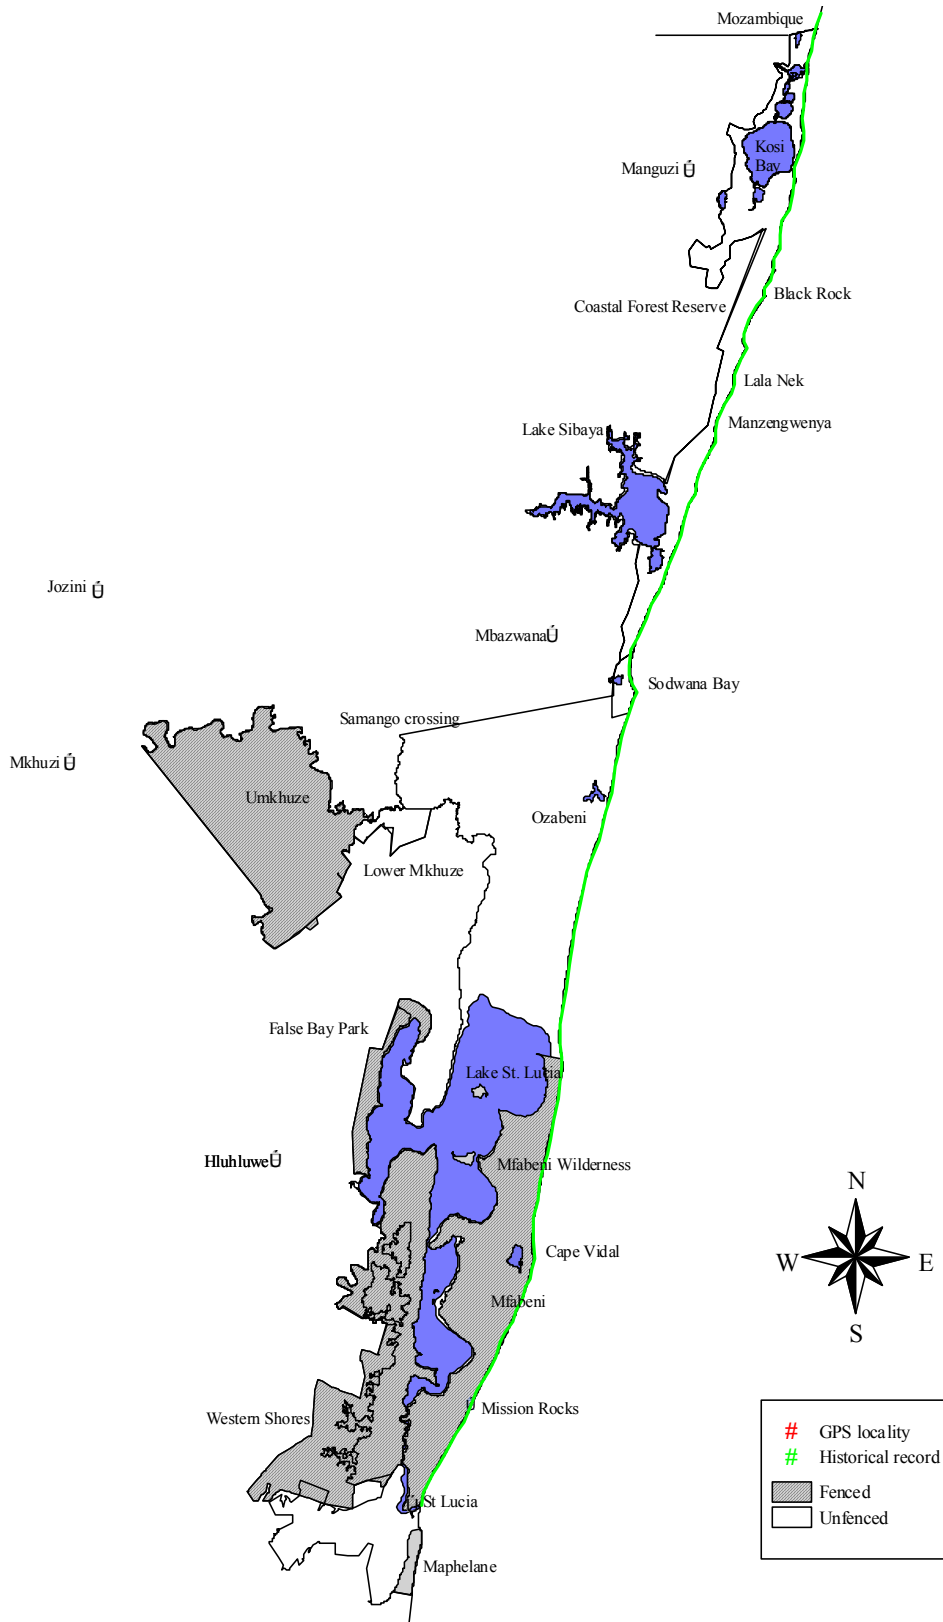 Mozambique
Kosi
Bay
Manguzi
Black Rock
Coastal Forest Reserve
Lala Nek
Manzengwenya
Lake Sibaya
Jozini
Mbazwana
Sodwana Bay
Samango crossing
Mkhuzi
Umkhuze
Ozabeni
Lower Mkhuze
False Bay Park
Lake St. Lucia
Hluhluwe
Mfabeni Wilderness
N
Cape Vidal
W
E
Mfabeni
S
Mission Rocks
Western Shores
# GPS locality
# Historical record
Fenced
St Lucia
Unfenced
Maphelane